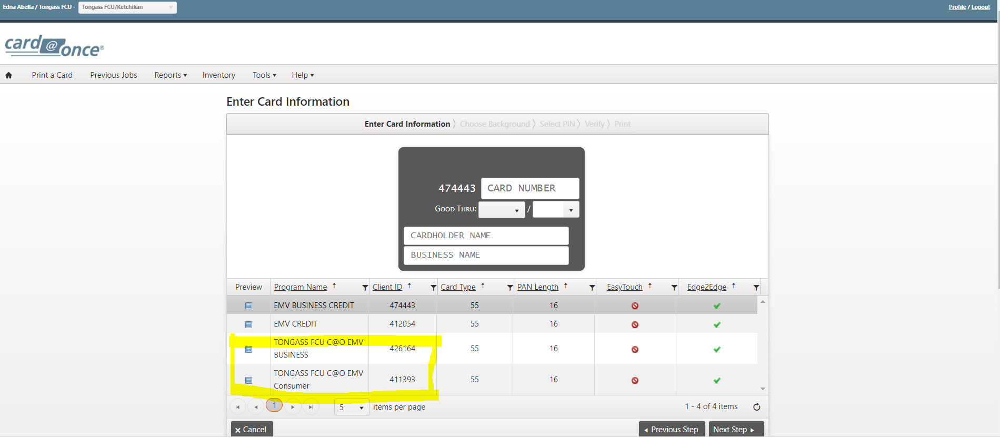 Edna Abella / Tongass FCU - Tongass FCU/Ketchikan Profile / Logout
card@once®
Print a Card Previous Jobs Reports Inventory Tools Help
Enter Card Information
Enter Card Information Choose Background Select PIN Verify Print
474443 CARD NUMBER
Good Thru: /
CARDHOLDER NAME
BUSINESS NAME
Preview Program Name Client ID Card Type PAN Length EasyTouch Edge2Edge
EMV BUSINESS CREDIT 474443 55 16
EMV CREDIT 412054 55 16
TONGASS FCU C@O EMV
BUSINESS 426164 55 16
TONGASS FCU C@O EMV
Consumer 411393 55 16
1 5 items per page 1 - 4 of 4 items
Cancel Previous Step Next Step